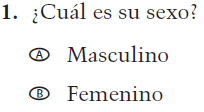 1. ¿Cuál es su sexo?
Ⓐ Masculino
Ⓑ Femenino